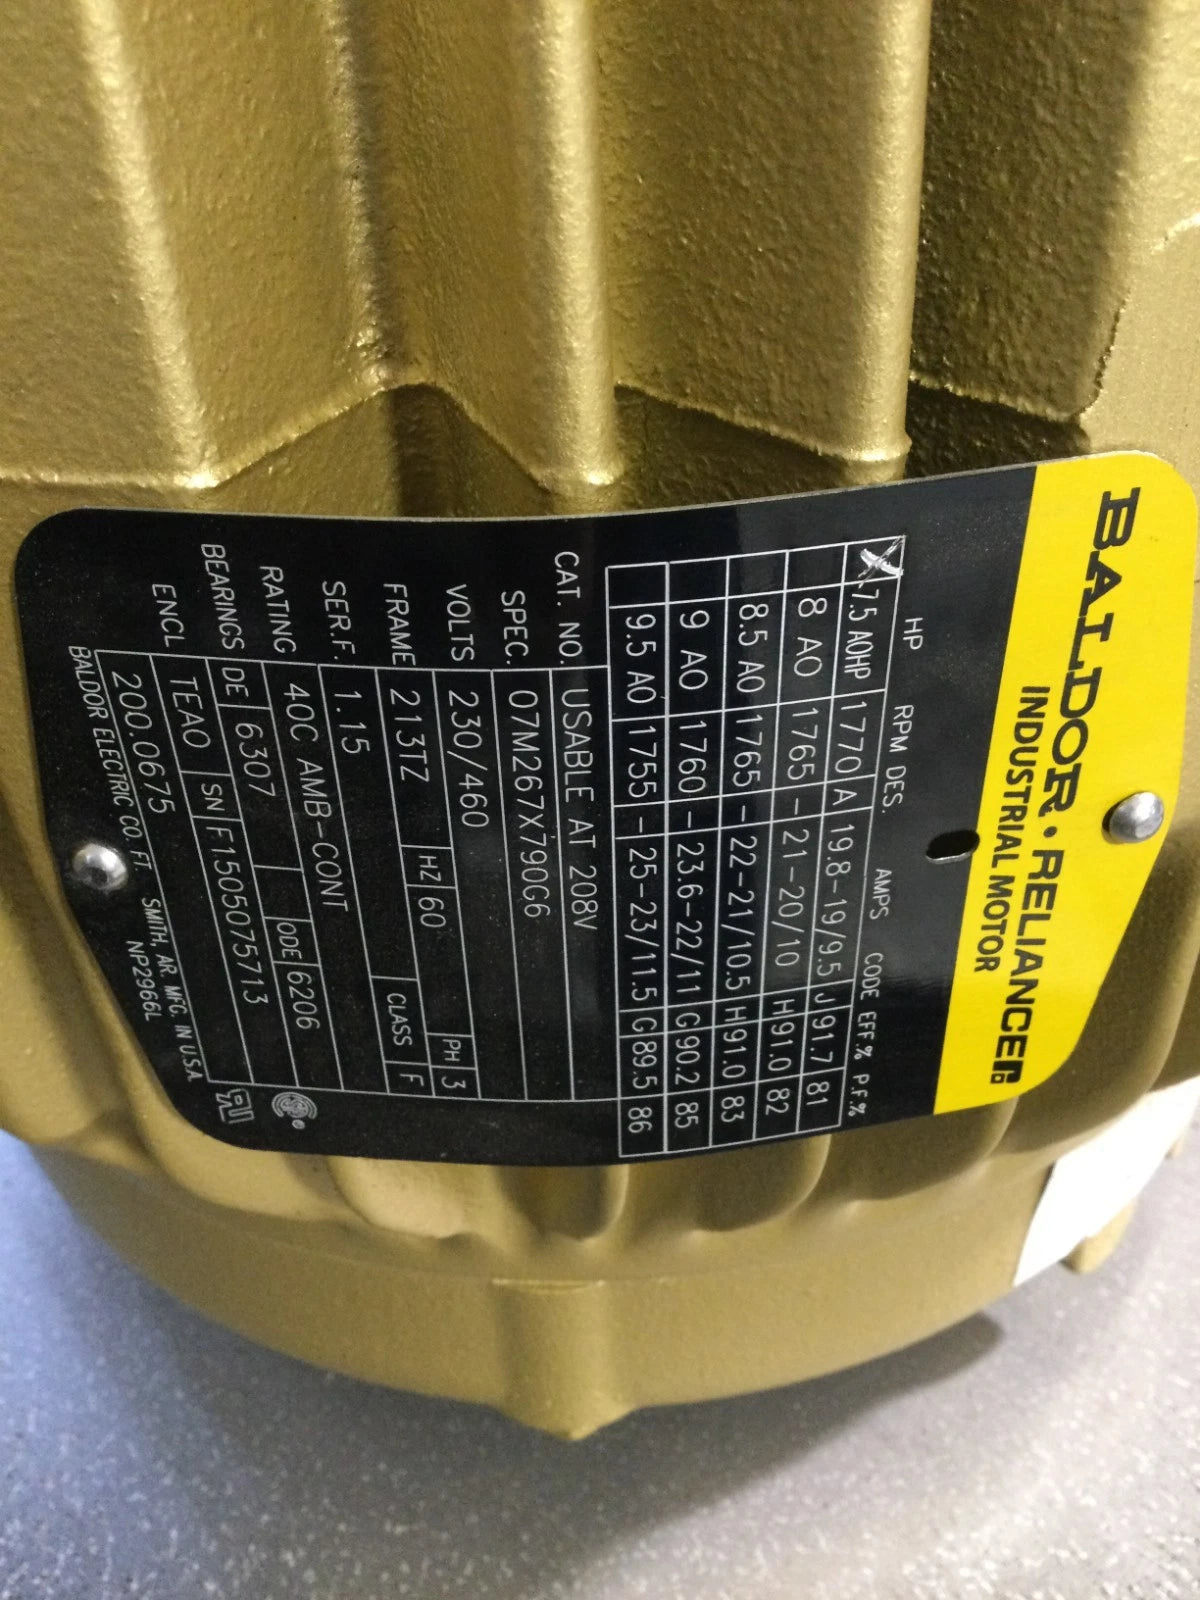 BALDOR • RELIANCER
INDUSTRIAL MOTOR
HP RPM DES. AMPS CODE EFF.% P.F.%
X 7.5 AOHP 1770 A 19.8-19/9.5 J 91.7 81
8 AO 1765 - 21-20/10 H 91.0 82
8.5 AO 1765 - 22-21/10.5 H 91.0 83
9 AO 1760 - 23.6-22/11 G 90.2 85
9.5 AO 1755 - 25-23/11.5 G 89.5 86
CAT. NO. USABLE AT 208V
SPEC. 07M267X790G6
VOLTS 230/460 PH 3
FRAME 213TZ HZ 60 CLASS F
SER.F. 1.15
RATING 40C AMB-CONT
BEARINGS DE 6307 ODE 6206
ENCL TEAO SN F1505075713
200.0675
BALDOR ELECTRIC CO. FT. SMITH, AR. MFG. IN U.S.A.
NP2966L